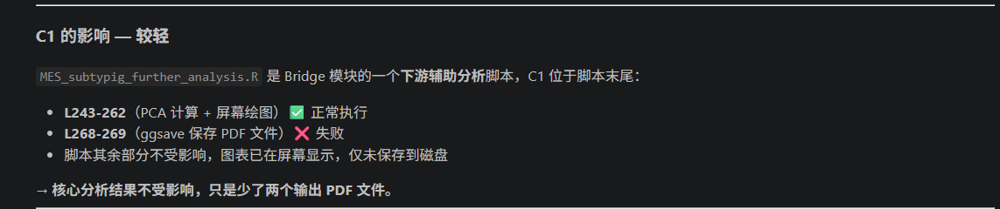 C1 的影响 — 较轻
MES_subtypig_further_analysis.R 是 Bridge 模块的一个下游辅助分析脚本，C1 位于脚本末尾：
• L243-262（PCA 计算 + 屏幕绘图）✅ 正常执行
• L268-269（ggsave 保存 PDF 文件）❌ 失败
• 脚本其余部分不受影响，图表已在屏幕显示，仅未保存到磁盘
→ 核心分析结果不受影响，只是少了两个输出 PDF 文件。